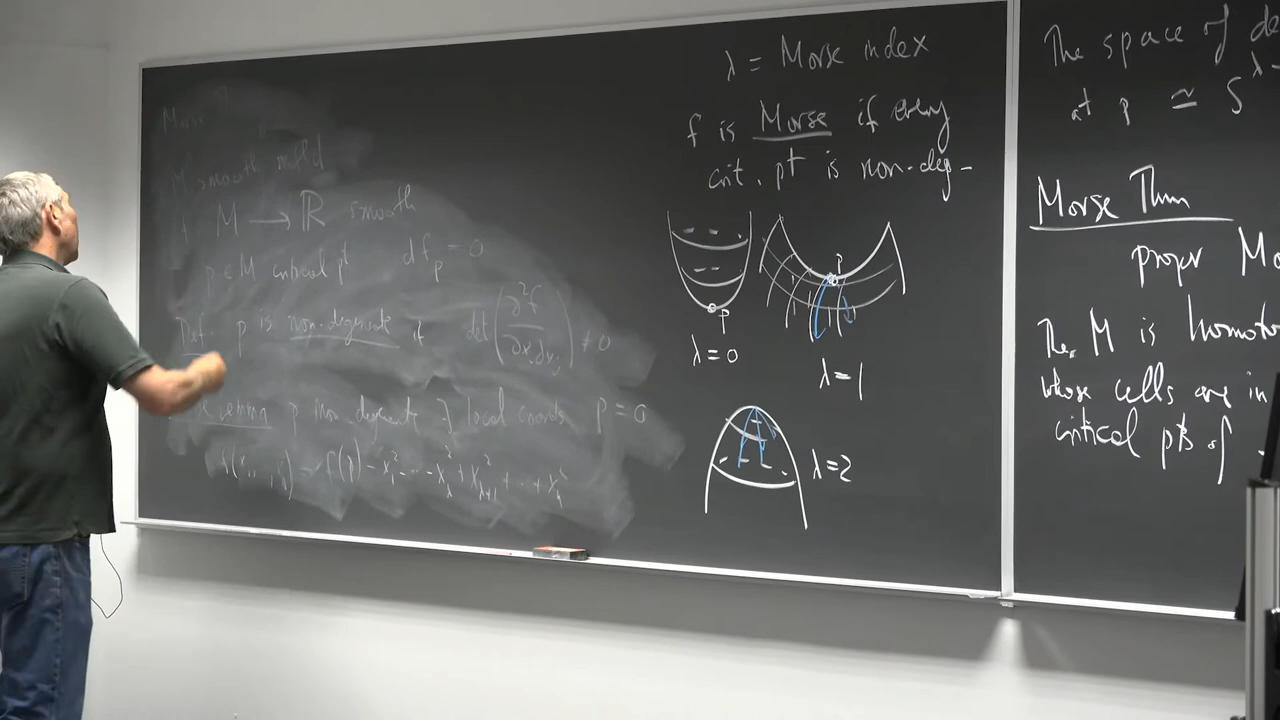 Morse
M smooth mfld
f M → ℝ smooth
p ∈ M critical pt df_p = 0
Def: p is non-degenerate if det(∂²f/∂x_i∂x_j) ≠ 0
Morse Lemma p non-degenerate ∃ local coords p = 0
f(x_1, ..., x_n) = f(p) - x_1² - ... - x_λ² + x_{λ+1}² + ... + x_n²
λ = Morse index
f is Morse if every
crit. pt is non-deg-
p
λ=0
p
λ=1
λ=2
The space of de
at p ≃ S^λ-
Morse Thm
proper Mo
The. M is homoto
whose cells are in
critical pts of